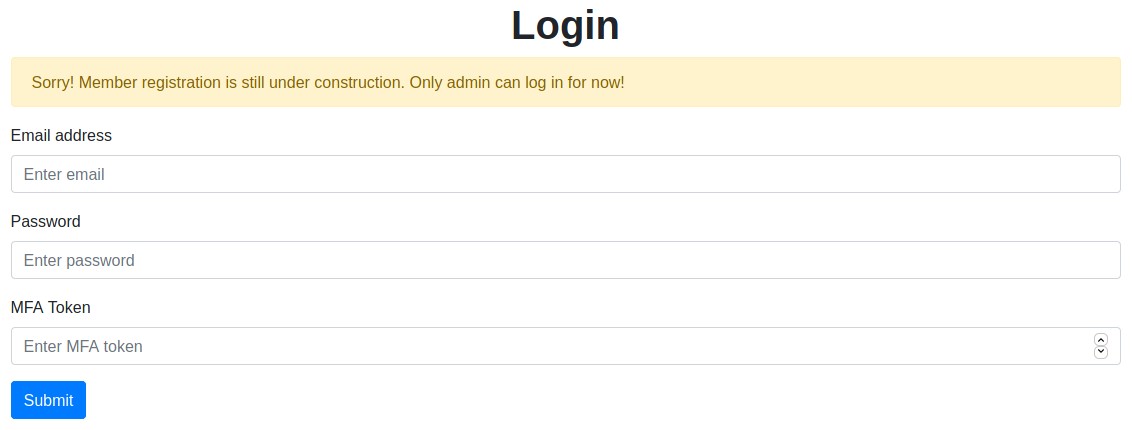 Login
Sorry! Member registration is still under construction. Only admin can log in for now!
Email address
Enter email
Password
Enter password
MFA Token
Enter MFA token
Submit